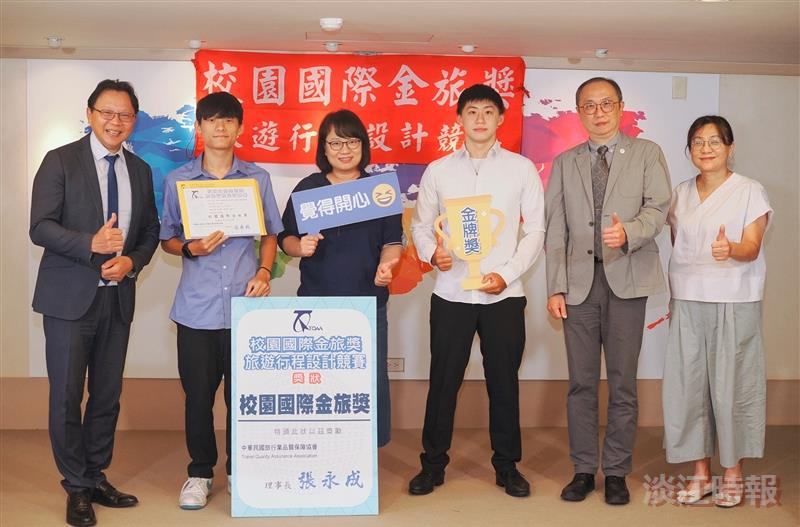 校園國際金旅獎
旅遊行程設計競賽
覺得開心
金牌獎
TQAA
校園國際金旅獎
旅遊行程設計競賽
獎狀
校園國際金旅獎
特頒此狀以茲獎勵
中華民國旅行業品質保障協會
Travel Quality Assurance Association
理事長 張永成
淡江時報